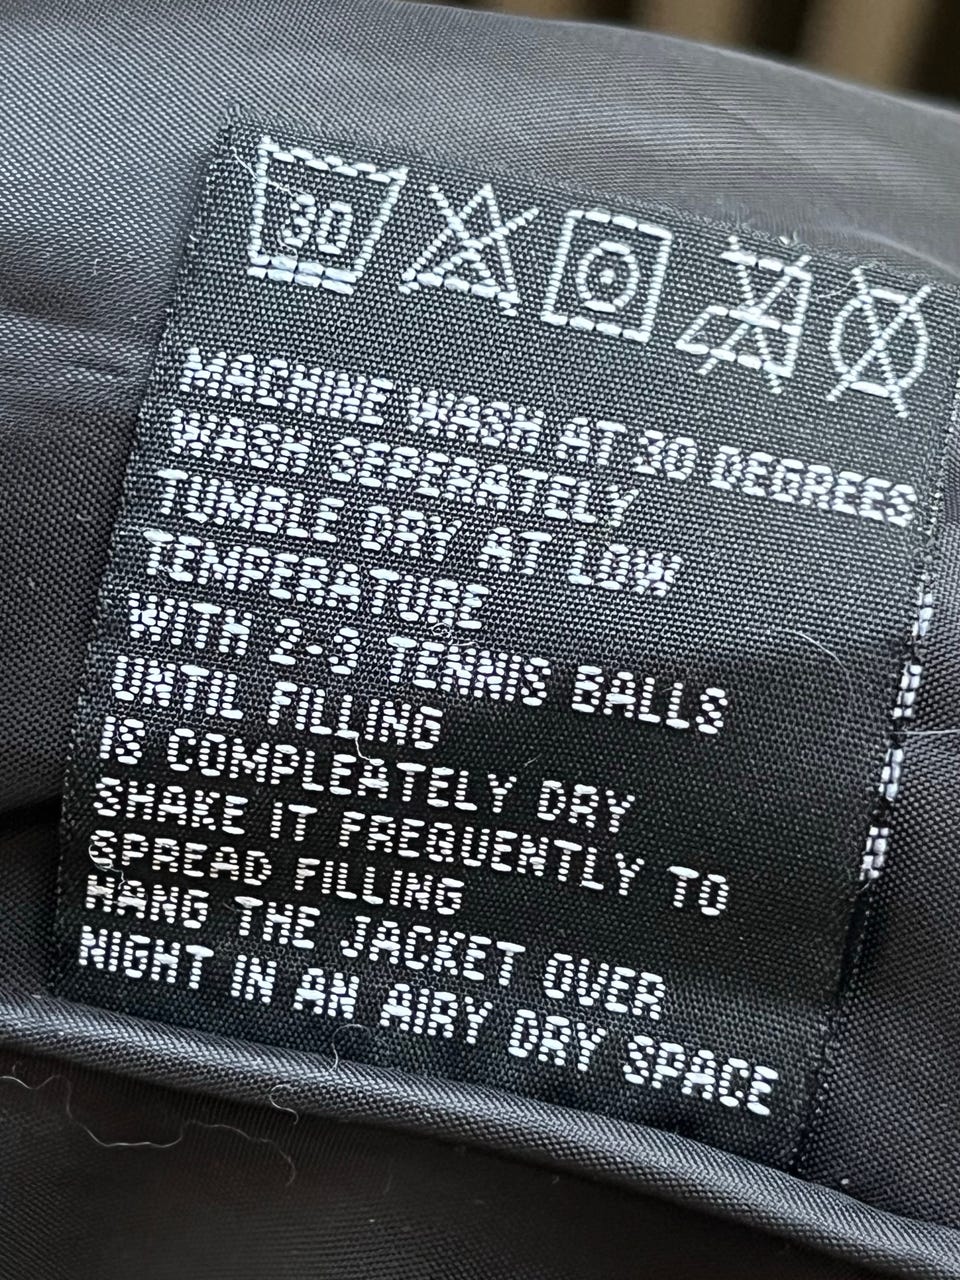 30
MACHINE WASH AT 30 DEGREES
WASH SEPERATELY
TUMBLE DRY AT LOW
TEMPERATURE
WITH 2-3 TENNIS BALLS
UNTIL FILLING
IS COMPLEATELY DRY
SHAKE IT FREQUENTLY TO
SPREAD FILLING
HANG THE JACKET OVER
NIGHT IN AN AIRY DRY SPACE